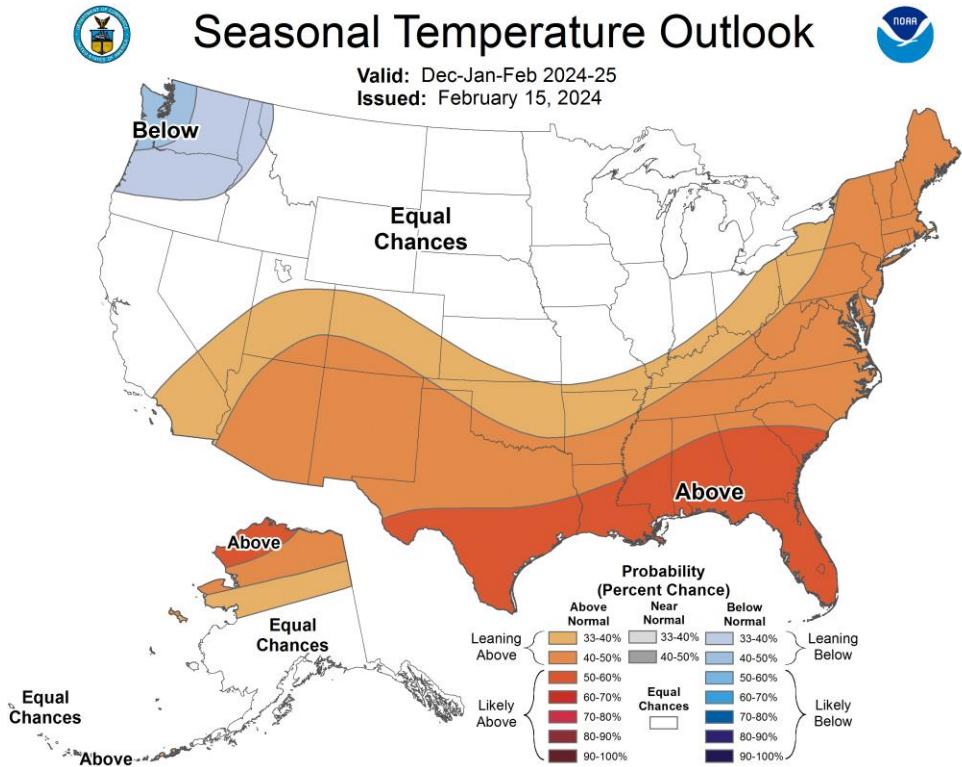 Seasonal Temperature Outlook
NOAA
Valid: Dec-Jan-Feb 2024-25
Issued: February 15, 2024
Below
Equal
Chances
Above
Above
Equal
Chances
Equal
Chances
Above
Probability
(Percent Chance)
Above Normal
Near Normal
Below Normal
Leaning Above
33-40% 33-40% 33-40%
40-50% 40-50% 40-50%
Leaning Below
Likely Above
50-60% 50-60%
60-70% 60-70%
70-80% 70-80%
80-90% 80-90%
90-100% 90-100%
Equal Chances
Likely Below